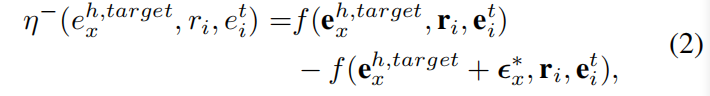 η⁻(e_x^{h,target}, r_i, e_i^t) =f(𝐞_x^{h,target}, 𝐫_i, 𝐞_i^t)
− f(𝐞_x^{h,target} + ϵ_x^*, 𝐫_i, 𝐞_i^t), (2)